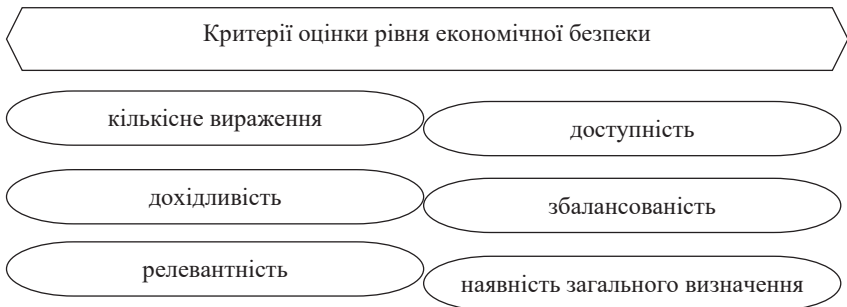 Критерії оцінки рівня економічної безпеки
кількісне вираження
доступність
дохідливість
збалансованість
релевантність
наявність загального визначення